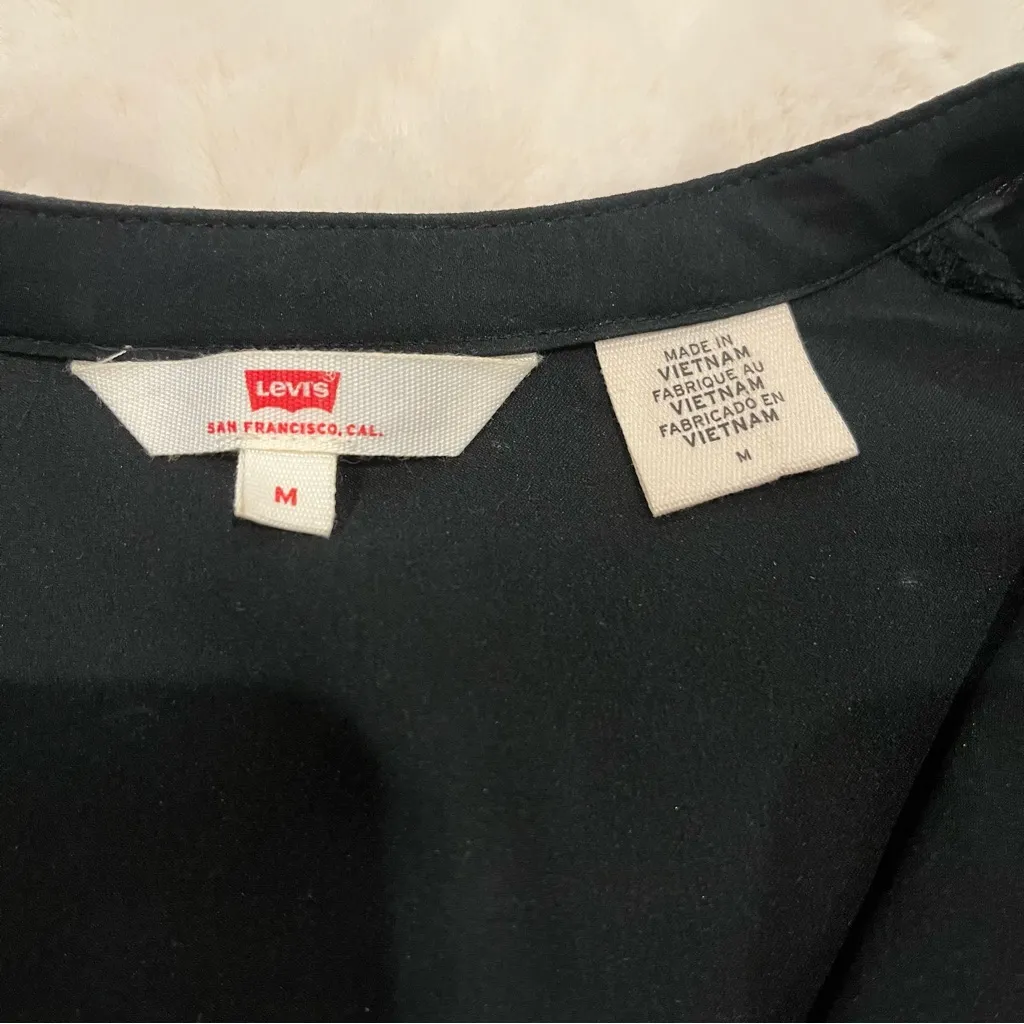 LEVI'S
SAN FRANCISCO, CAL.
M
MADE IN
VIETNAM
FABRIQUE AU
VIETNAM
FABRICADO EN
VIETNAM
M